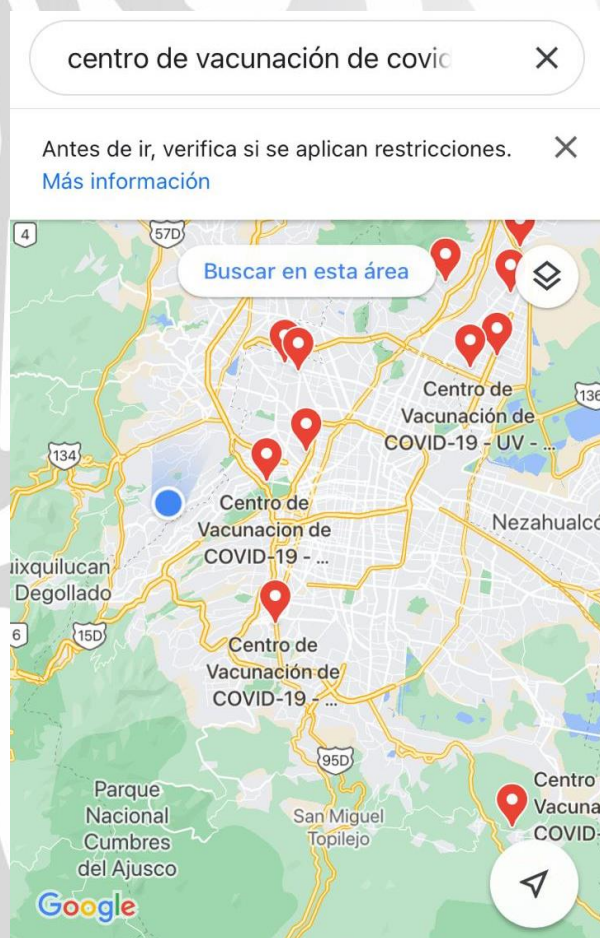 centro de vacunación de covid
Antes de ir, verifica si se aplican restricciones.
Más información
4
57D
Buscar en esta área
136
Centro de
Vacunación de
COVID-19 - UV - ...
134
Centro de
Vacunacion de
COVID-19 - ...
Nezahualcó
uixquilucan
Degollado
6
15D
Centro de
Vacunación de
COVID-19 - ...
95D
Parque
Nacional
Cumbres
del Ajusco
San Miguel
Topilejo
Centro
Vacuna
COVID-
Google